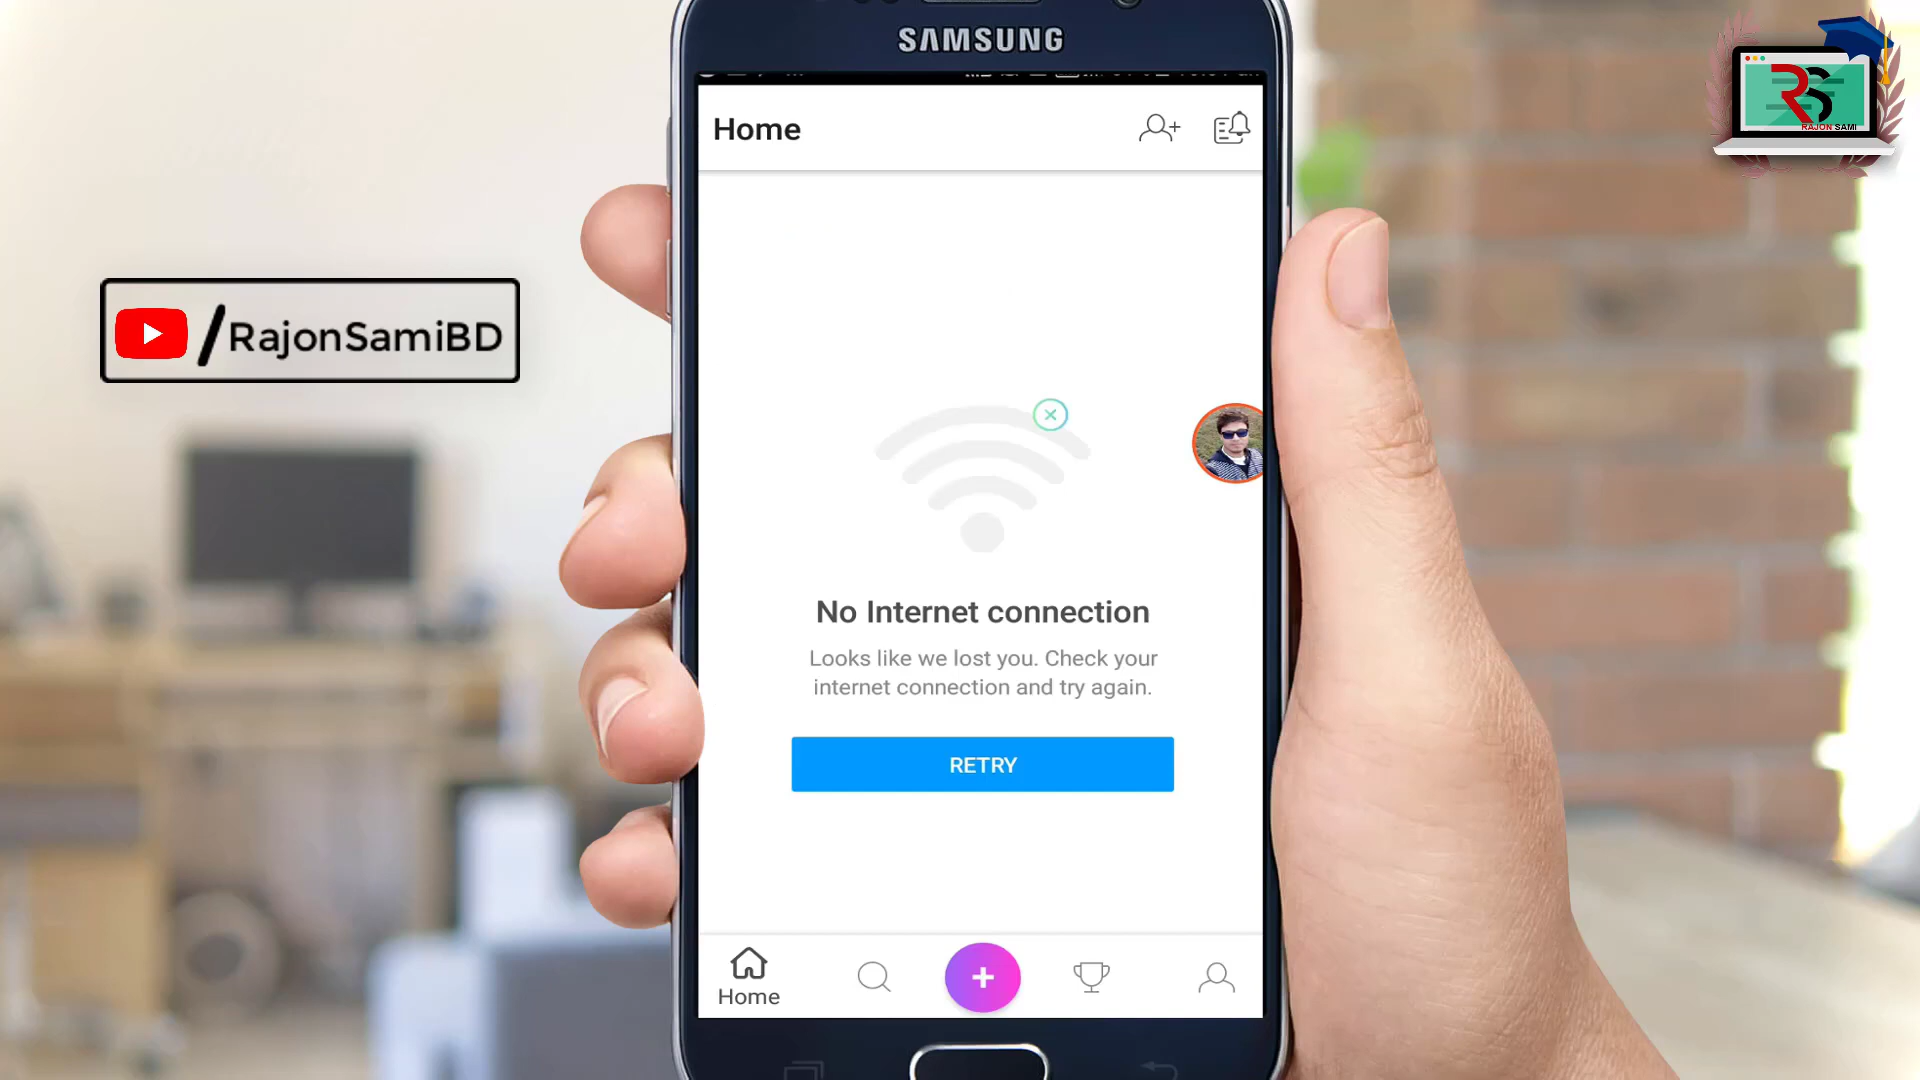 SAMSUNG
Home
RS
RAJON SAMI
/RajonSamiBD
No Internet connection
Looks like we lost you. Check your
internet connection and try again.
RETRY
Home